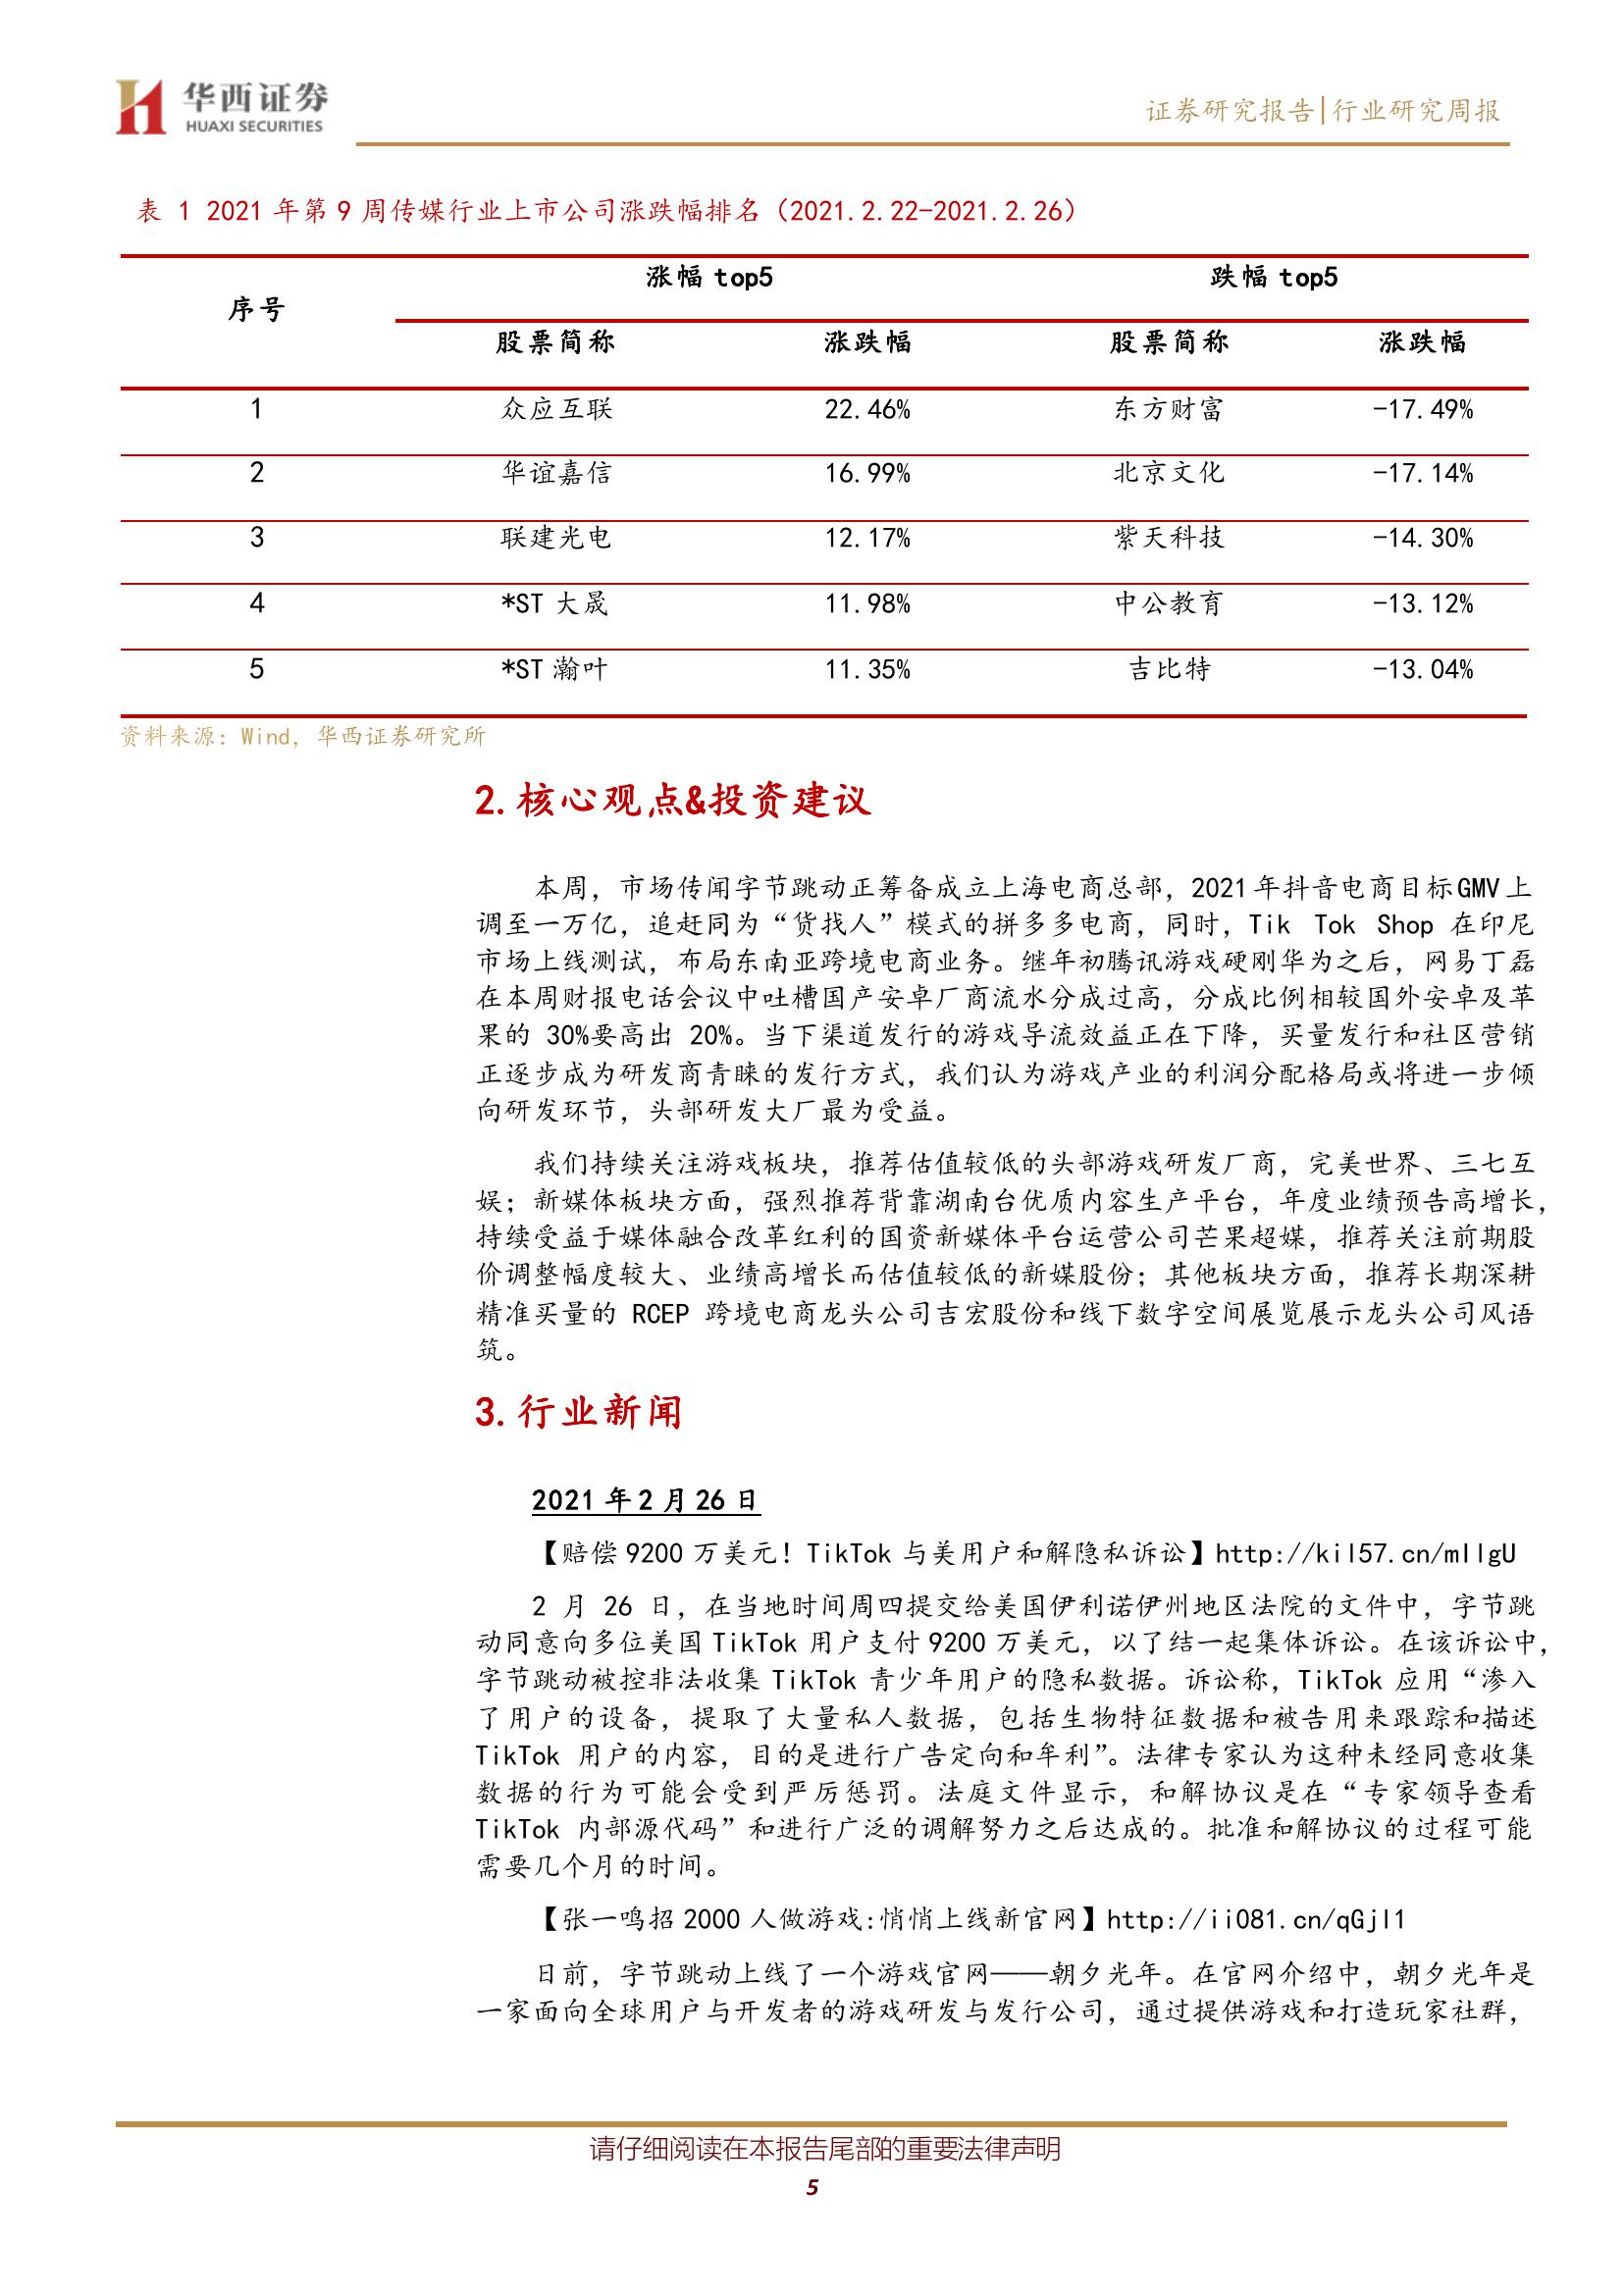 华西证券
HUAXI SECURITIES
证券研究报告|行业研究周报
表 1 2021 年第 9 周传媒行业上市公司涨跌幅排名（2021.2.22-2021.2.26）
序号 涨幅 top5 跌幅 top5
股票简称 涨跌幅 股票简称 涨跌幅
1 众应互联 22.46% 东方财富 -17.49%
2 华谊嘉信 16.99% 北京文化 -17.14%
3 联建光电 12.17% 紫天科技 -14.30%
4 *ST 大晟 11.98% 中公教育 -13.12%
5 *ST 瀚叶 11.35% 吉比特 -13.04%
资料来源：Wind，华西证券研究所
2.核心观点&投资建议
本周，市场传闻字节跳动正筹备成立上海电商总部，2021 年抖音电商目标 GMV 上
调至一万亿，追赶同为“货找人”模式的拼多多电商，同时，Tik Tok Shop 在印尼
市场上线测试，布局东南亚跨境电商业务。继年初腾讯游戏硬刚华为之后，网易丁磊
在本周财报电话会议中吐槽国产安卓厂商流水分成过高，分成比例相较国外安卓及苹
果的 30%要高出 20%。当下渠道发行的游戏导流效益正在下降，买量发行和社区营销
正逐步成为研发商青睐的发行方式，我们认为游戏产业的利润分配格局或将进一步倾
向研发环节，头部研发大厂最为受益。
我们持续关注游戏板块，推荐估值较低的头部游戏研发厂商，完美世界、三七互
娱；新媒体板块方面，强烈推荐背靠湖南台优质内容生产平台，年度业绩预告高增长，
持续受益于媒体融合改革红利的国资新媒体平台运营公司芒果超媒，推荐关注前期股
价调整幅度较大、业绩高增长而估值较低的新媒股份；其他板块方面，推荐长期深耕
精准买量的 RCEP 跨境电商龙头公司吉宏股份和线下数字空间展览展示龙头公司风语
筑。
3.行业新闻
2021 年 2 月 26 日
【赔偿 9200 万美元！TikTok 与美用户和解隐私诉讼】http://kil57.cn/mIlgU
2 月 26 日，在当地时间周四提交给美国伊利诺伊州地区法院的文件中，字节跳
动同意向多位美国 TikTok 用户支付 9200 万美元，以了结一起集体诉讼。在该诉讼中，
字节跳动被控非法收集 TikTok 青少年用户的隐私数据。诉讼称，TikTok 应用“渗入
了用户的设备，提取了大量私人数据，包括生物特征数据和被告用来跟踪和描述
TikTok 用户的内容，目的是进行广告定向和牟利”。法律专家认为这种未经同意收集
数据的行为可能会受到严厉惩罚。法庭文件显示，和解协议是在“专家领导查看
TikTok 内部源代码”和进行广泛的调解努力之后达成的。批准和解协议的过程可能
需要几个月的时间。
【张一鸣招 2000 人做游戏:悄悄上线新官网】http://ii081.cn/qGjl1
日前，字节跳动上线了一个游戏官网——朝夕光年。在官网介绍中，朝夕光年是
一家面向全球用户与开发者的游戏研发与发行公司，通过提供游戏和打造玩家社群，
请仔细阅读在本报告尾部的重要法律声明
5